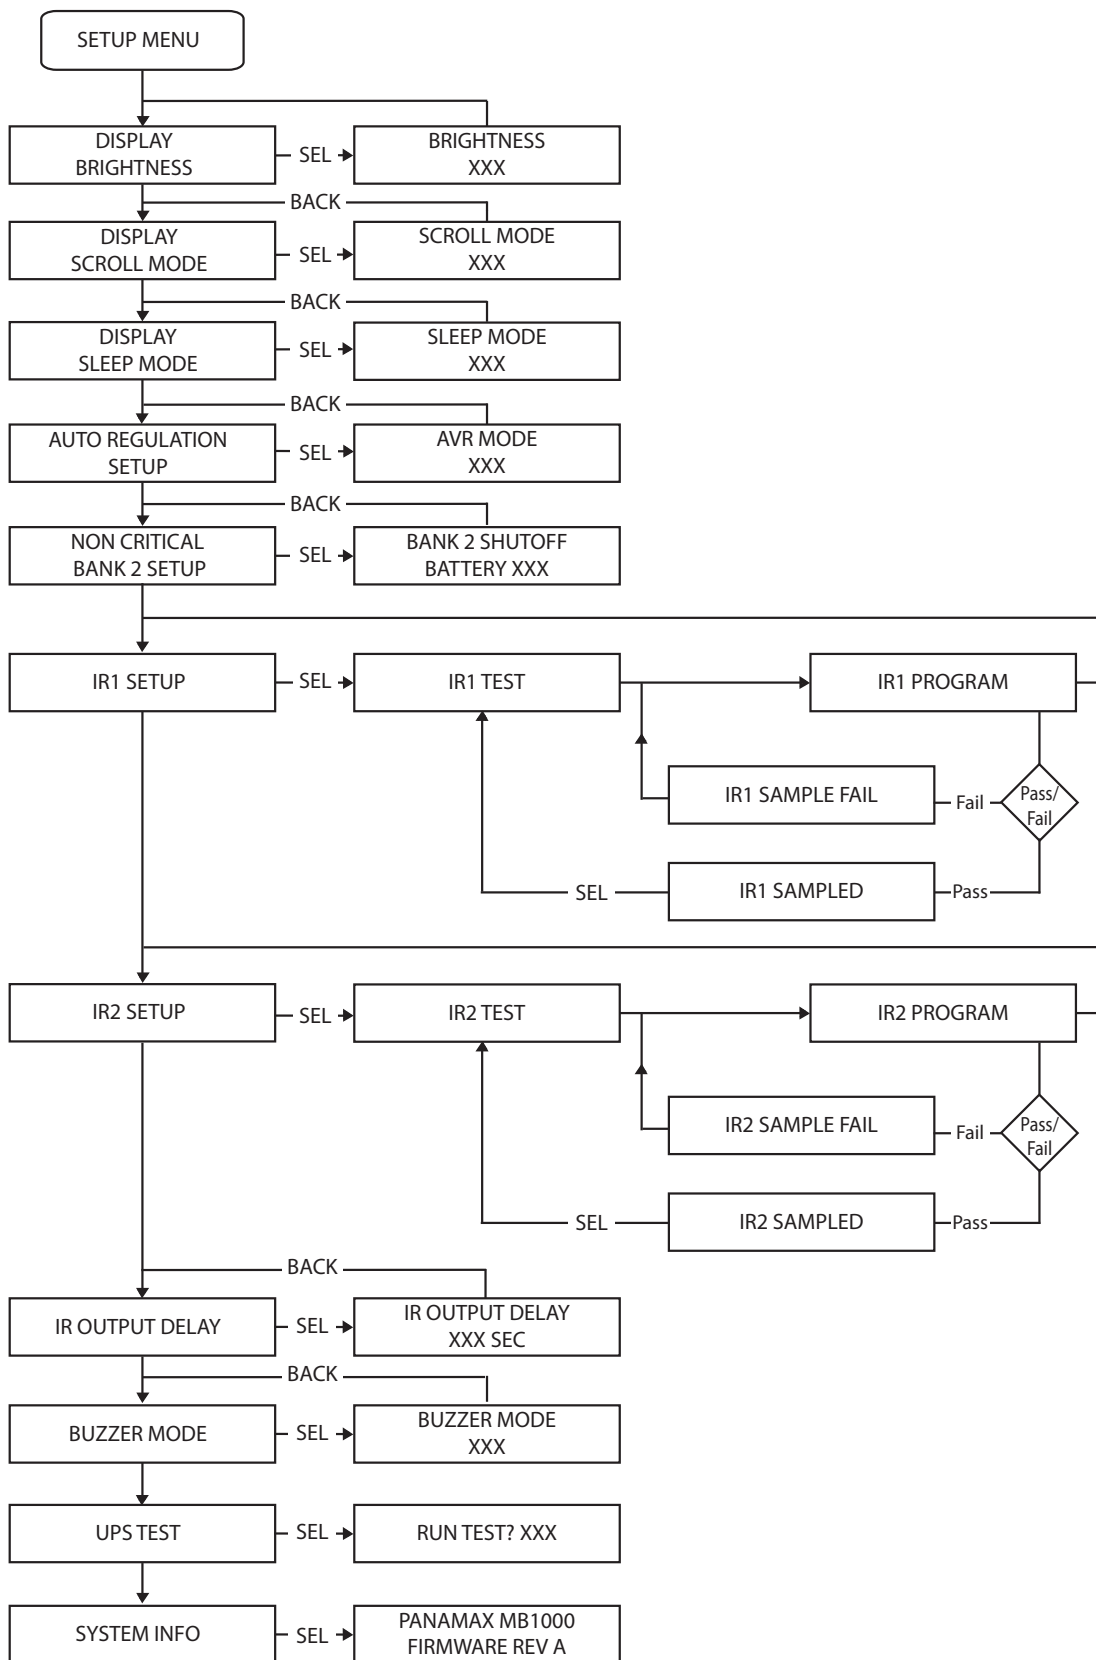 SETUP MENU
DISPLAY
BRIGHTNESS
SEL
BRIGHTNESS
XXX
BACK
DISPLAY
SCROLL MODE
SEL
SCROLL MODE
XXX
BACK
DISPLAY
SLEEP MODE
SEL
SLEEP MODE
XXX
BACK
AUTO REGULATION
SETUP
SEL
AVR MODE
XXX
BACK
NON CRITICAL
BANK 2 SETUP
SEL
BANK 2 SHUTOFF
BATTERY XXX
IR1 SETUP
SEL
IR1 TEST
IR1 PROGRAM
IR1 SAMPLE FAIL
Fail
Pass/
Fail
SEL
IR1 SAMPLED
Pass
IR2 SETUP
SEL
IR2 TEST
IR2 PROGRAM
IR2 SAMPLE FAIL
Fail
Pass/
Fail
SEL
IR2 SAMPLED
Pass
BACK
IR OUTPUT DELAY
SEL
IR OUTPUT DELAY
XXX SEC
BACK
BUZZER MODE
SEL
BUZZER MODE
XXX
UPS TEST
SEL
RUN TEST? XXX
SYSTEM INFO
SEL
PANAMAX MB1000
FIRMWARE REV A